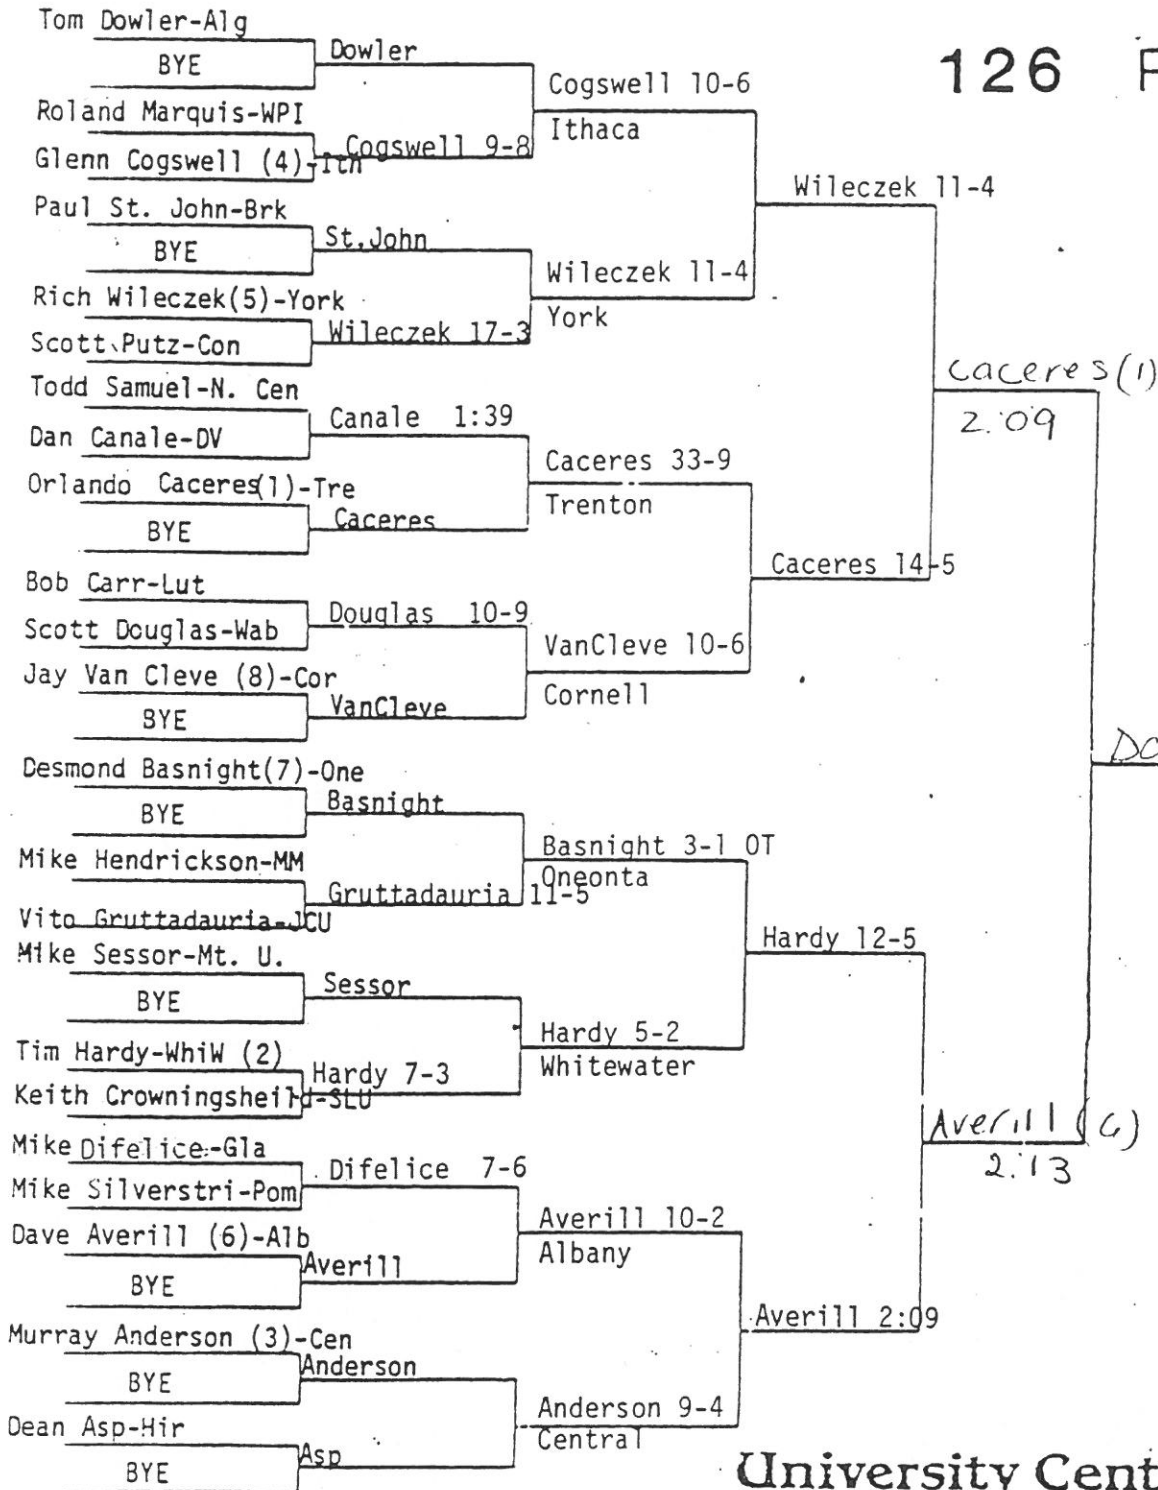 Tom Dowler-Alg
BYE
Dowler
126
Cogswell 10-6
Ithaca
Roland Marquis-WPI
Cogswell 9-8
Glenn Cogswell (4)-Ith
Wileczek 11-4
Paul St. John-Brk
BYE
St.John
Wileczek 11-4
York
Rich Wileczek(5)-York
Wileczek 17-3
Scott Putz-Con
Caceres (1)
2:09
Todd Samuel-N. Cen
Canale 1:39
Dan Canale-DV
Caceres 33-9
Trenton
Orlando Caceres(1)-Tre
BYE
Caceres
Caceres 14-5
Bob Carr-Lut
Douglas 10-9
Scott Douglas-Wab
VanCleve 10-6
Cornell
Jay Van Cleve (8)-Cor
BYE
VanCleve
Desmond Basnight(7)-One
BYE
Basnight
Basnight 3-1 OT
Oneonta
Mike Hendrickson-MM
Gruttadauria 11-5
Vito Gruttadauria-JCU
Hardy 12-5
Mike Sessor-Mt. U.
BYE
Sessor
Hardy 5-2
Whitewater
Tim Hardy-WhiW (2)
Hardy 7-3
Keith Crowningsheild-SLU
Averill (6)
2:13
Mike Difelice-Gla
Difelice 7-6
Mike Silverstri-Pom
Averill 10-2
Albany
Dave Averill (6)-Alb
BYE
Averill
Averill 2:09
Murray Anderson (3)-Cen
BYE
Anderson
Anderson 9-4
Central
Dean Asp-Hir
BYE
Asp
University Cent